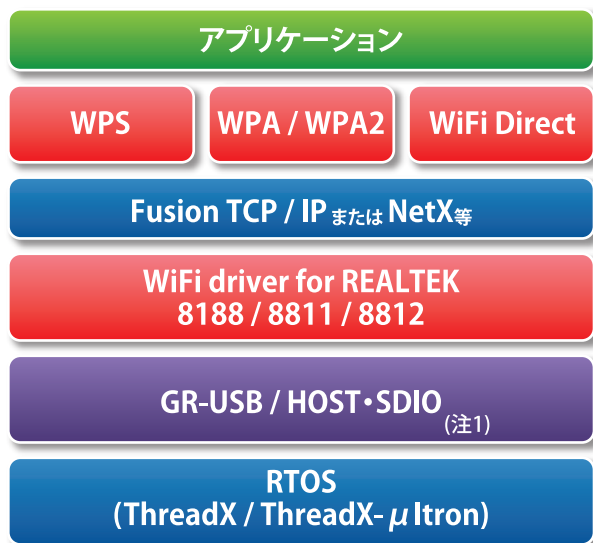 アプリケーション
WPS
WPA / WPA2
WiFi Direct
Fusion TCP / IP または NetX等
WiFi driver for REALTEK
8188 / 8811 / 8812
GR-USB / HOST・SDIO
(注1)
RTOS
(ThreadX / ThreadX- μ Itron)